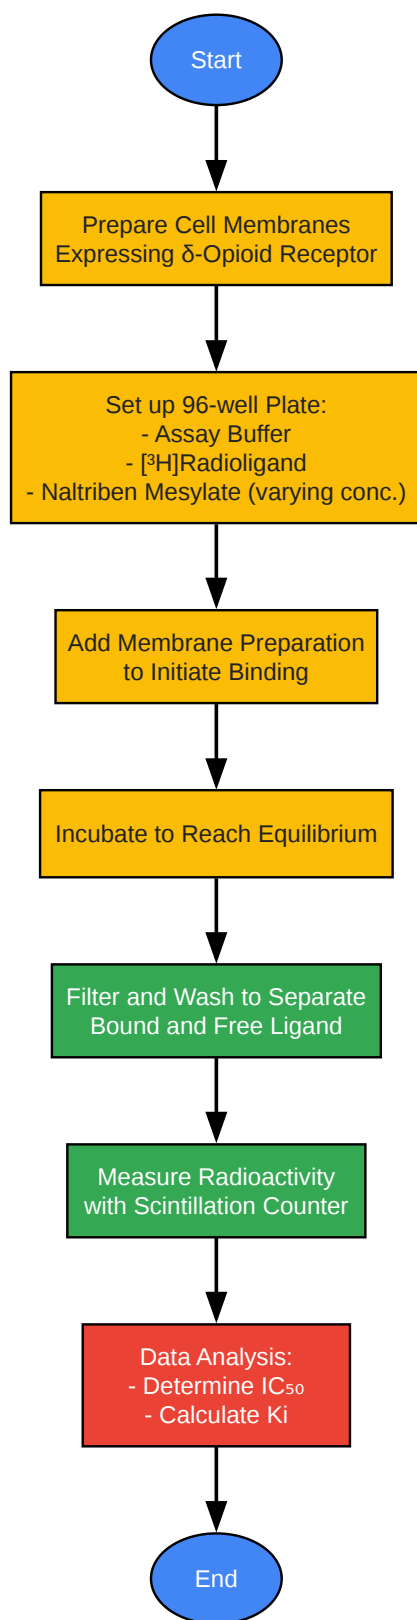 Start
Prepare Cell Membranes
Expressing δ-Opioid Receptor
Set up 96-well Plate:
- Assay Buffer
- [³H]Radioligand
- Naltriben Mesylate (varying conc.)
Add Membrane Preparation
to Initiate Binding
Incubate to Reach Equilibrium
Filter and Wash to Separate
Bound and Free Ligand
Measure Radioactivity
with Scintillation Counter
Data Analysis:
- Determine IC₅₀
- Calculate Ki
End